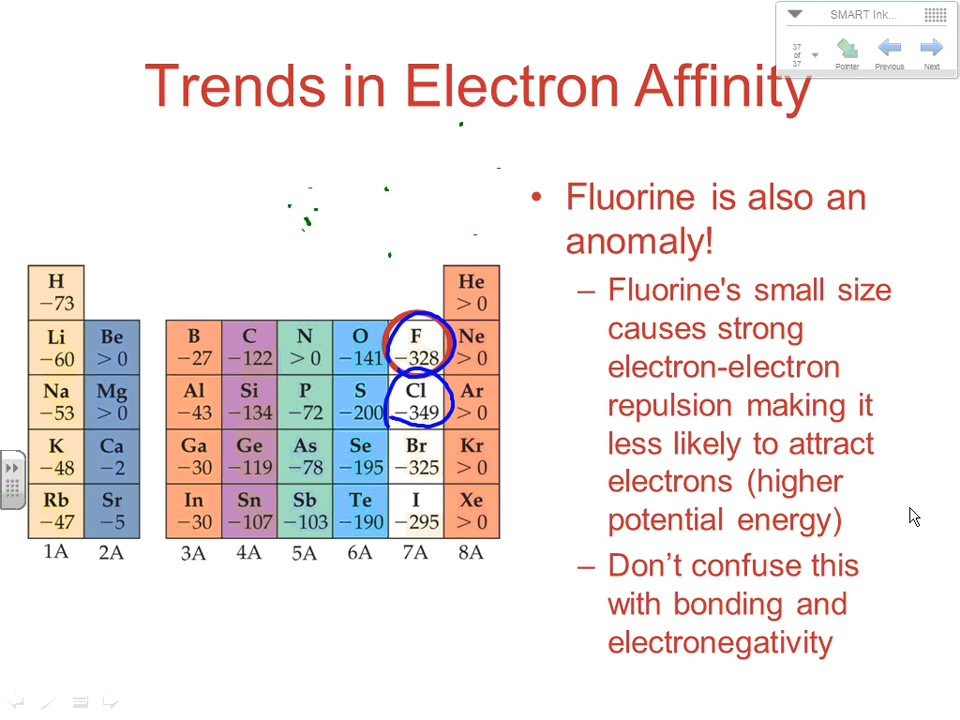 SMART Ink...
37
of
37
Pointer Previous Next
Trends in Electron Affinity
• Fluorine is also an
anomaly!
– Fluorine's small size
causes strong
electron-electron
repulsion making it
less likely to attract
electrons (higher
potential energy)
– Don’t confuse this
with bonding and
electronegativity
H He
−73 > 0
Li Be B C N O F Ne
−60 > 0 −27 −122 > 0 −141 −328 > 0
Na Mg Al Si P S Cl Ar
−53 > 0 −43 −134 −72 −200 −349 > 0
K Ca Ga Ge As Se Br Kr
−48 −2 −30 −119 −78 −195 −325 > 0
Rb Sr In Sn Sb Te I Xe
−47 −5 −30 −107 −103 −190 −295 > 0
1A 2A 3A 4A 5A 6A 7A 8A